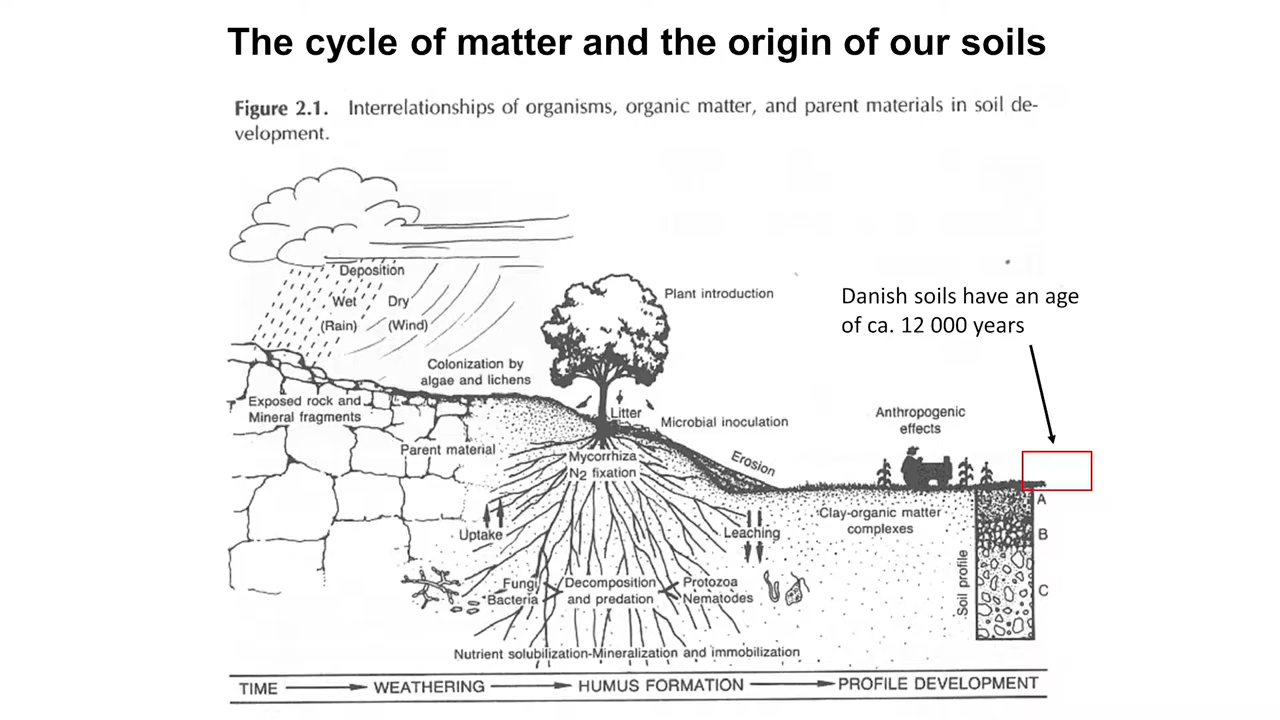 The cycle of matter and the origin of our soils
Figure 2.1. Interrelationships of organisms, organic matter, and parent materials in soil de-
velopment.
Deposition
Wet Dry
(Rain) (Wind)
Plant introduction
Danish soils have an age
of ca. 12 000 years
Colonization by
algae and lichens
Exposed rock and
Mineral fragments
Litter
Microbial inoculation
Anthropogenic
effects
Parent material
Mycorrhiza
N2 fixation
Erosion
Uptake
Leaching
Clay-organic matter
complexes
A
B
C
Soil profile
Fungi
Bacteria
Decomposition
and predation
Protozoa
Nematodes
Nutrient solubilization-Mineralization and immobilization
TIME WEATHERING HUMUS FORMATION PROFILE DEVELOPMENT